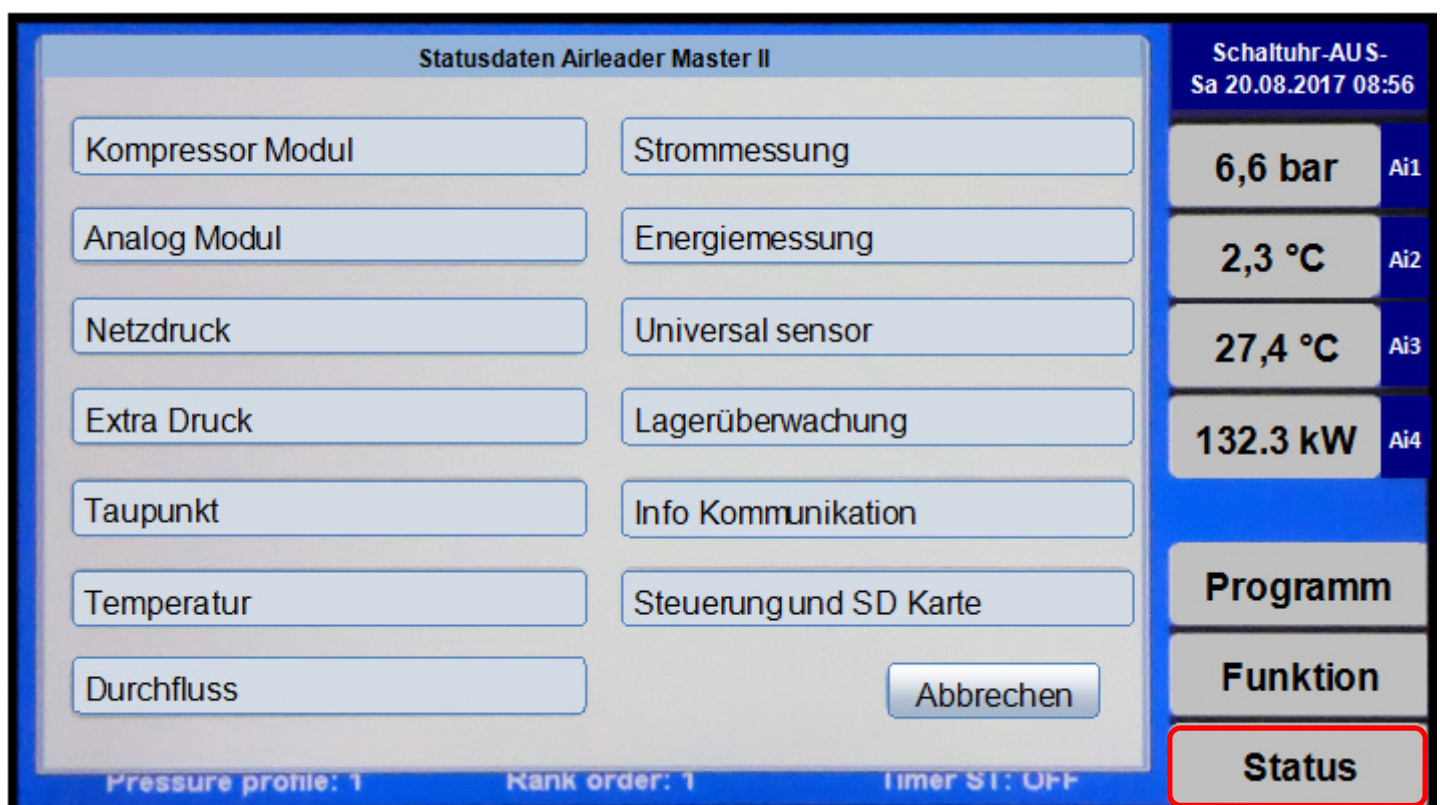 Statusdaten Airleader Master II
Kompressor Modul
Analog Modul
Netzdruck
Extra Druck
Taupunkt
Temperatur
Durchfluss
Strommessung
Energiemessung
Universal sensor
Lagerüberwachung
Info Kommunikation
Steuerung und SD Karte
Abbrechen
Pressure profile: 1 Rank order: 1 Timer ST: OFF
Schaltuhr-AUS-
Sa 20.08.2017 08:56
6,6 bar Ai1
2,3 °C Ai2
27,4 °C Ai3
132.3 kW Ai4
Programm
Funktion
Status